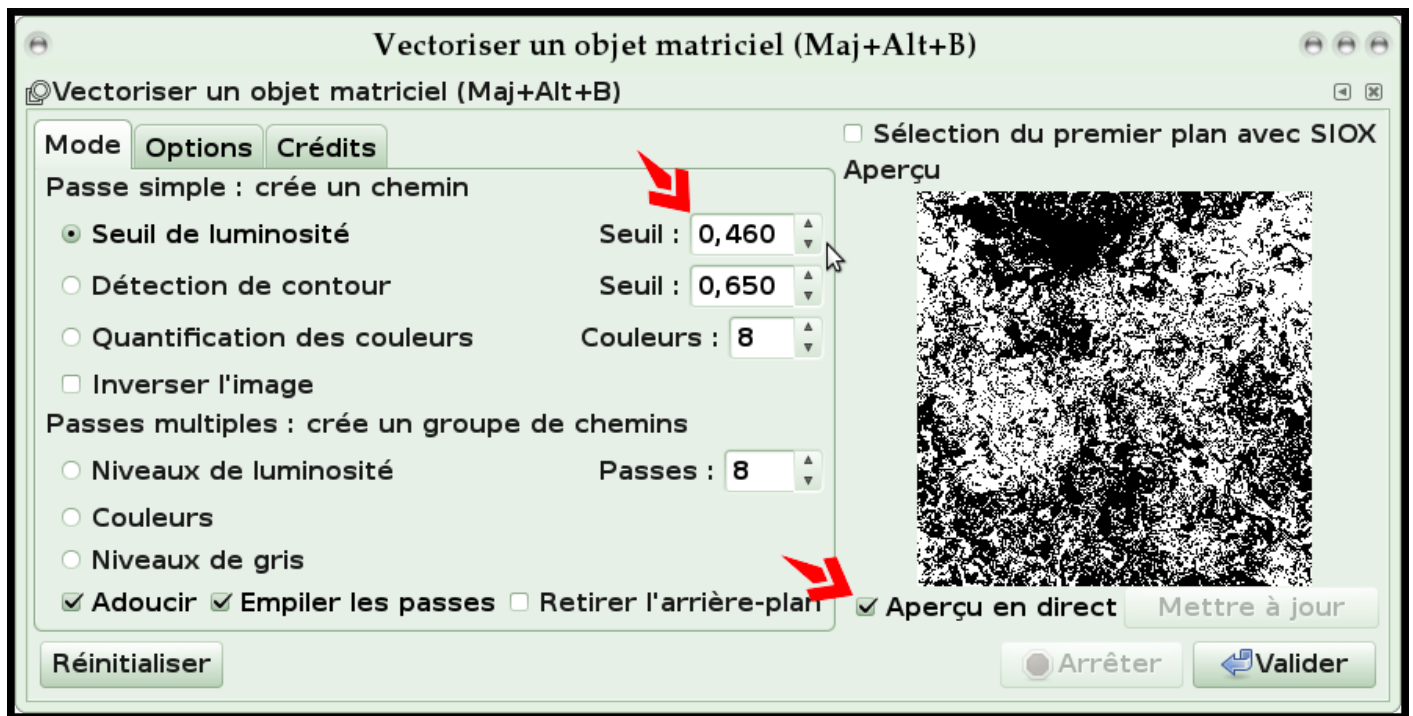 Vectoriser un objet matriciel (Maj+Alt+B)
Vectoriser un objet matriciel (Maj+Alt+B)
Mode Options Crédits
Passe simple : crée un chemin
Seuil de luminosité Seuil : 0,460
Détection de contour Seuil : 0,650
Quantification des couleurs Couleurs : 8
Inverser l'image
Passes multiples : crée un groupe de chemins
Niveaux de luminosité Passes : 8
Couleurs
Niveaux de gris
Adoucir Empiler les passes Retirer l'arrière-plan
Sélection du premier plan avec SIOX
Aperçu
Aperçu en direct Mettre à jour
Réinitialiser Arrêter Valider